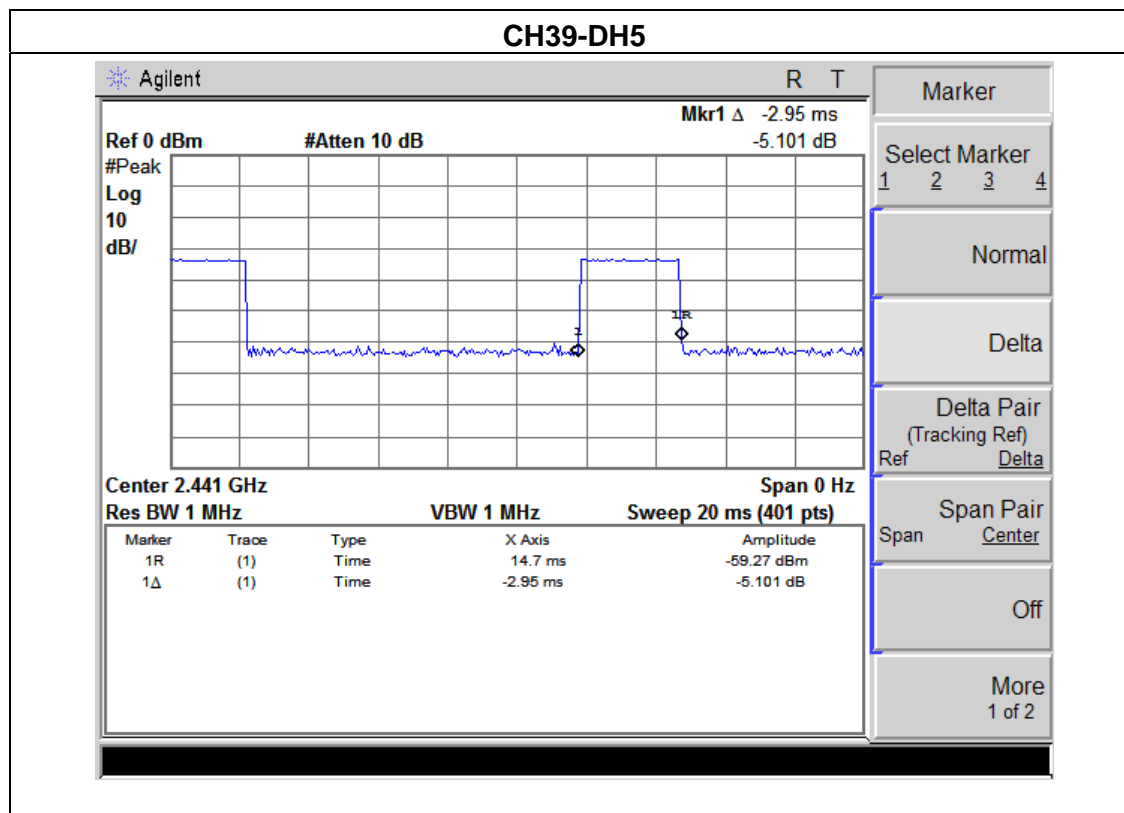 CH39-DH5
Agilent R T
Mkr1 Δ -2.95 ms
Ref 0 dBm #Atten 10 dB -5.101 dB
#Peak
Log
10
dB/
1
1R
Center 2.441 GHz Span 0 Hz
Res BW 1 MHz VBW 1 MHz Sweep 20 ms (401 pts)
Marker Trace Type X Axis Amplitude
1R (1) Time 14.7 ms -59.27 dBm
1Δ (1) Time -2.95 ms -5.101 dB
Marker
Select Marker
1 2 3 4
Normal
Delta
Delta Pair
(Tracking Ref)
Ref Delta
Span Pair
Span Center
Off
More
1 of 2